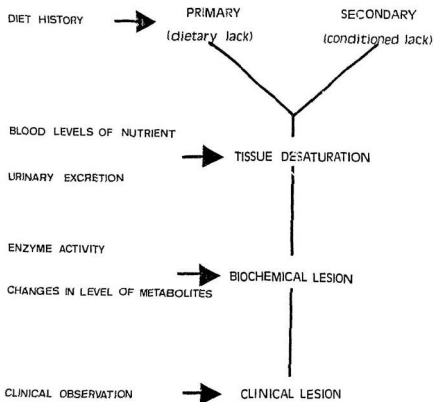 DIET HISTORY
PRIMARY
(dietary lack)
SECONDARY
(conditioned lack)
BLOOD LEVELS OF NUTRIENT
URINARY EXCRETION
TISSUE DESATURATION
ENZYME ACTIVITY
CHANGES IN LEVEL OF METABOLITES
BIOCHEMICAL LESION
CLINICAL OBSERVATION
CLINICAL LESION